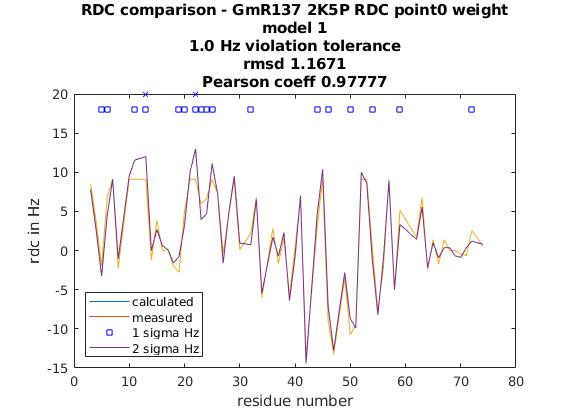 RDC comparison - GmR137 2K5P RDC point0 weight
model 1
1.0 Hz violation tolerance
rmsd 1.1671
Pearson coeff 0.97777
20
15
10
5
0
-5
-10
-15
rdc in Hz
calculated
measured
1 sigma Hz
2 sigma Hz
0 10 20 30 40 50 60 70 80
residue number